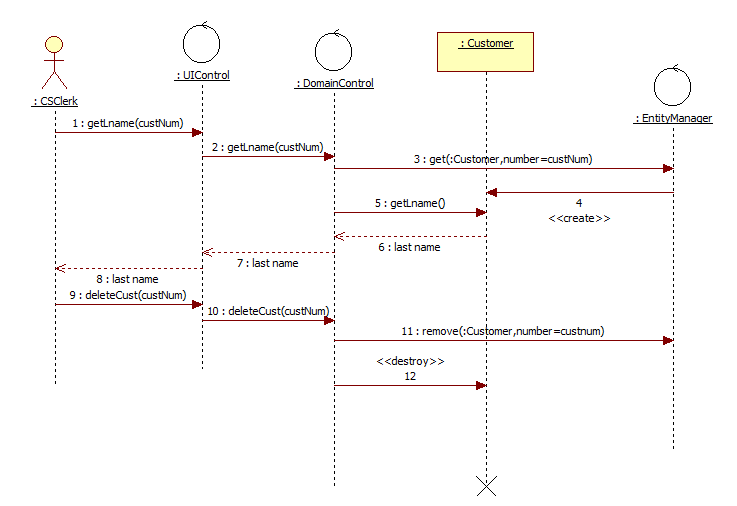 : Customer
: UIControl
: DomainControl
: CSClerk
: EntityManager
1 : getLname(custNum)
2 : getLname(custNum)
3 : get(:Customer,number=custNum)
4
<<create>>
5 : getLname()
6 : last name
7 : last name
8 : last name
9 : deleteCust(custNum)
10 : deleteCust(custNum)
11 : remove(:Customer,number=custnum)
<<destroy>>
12